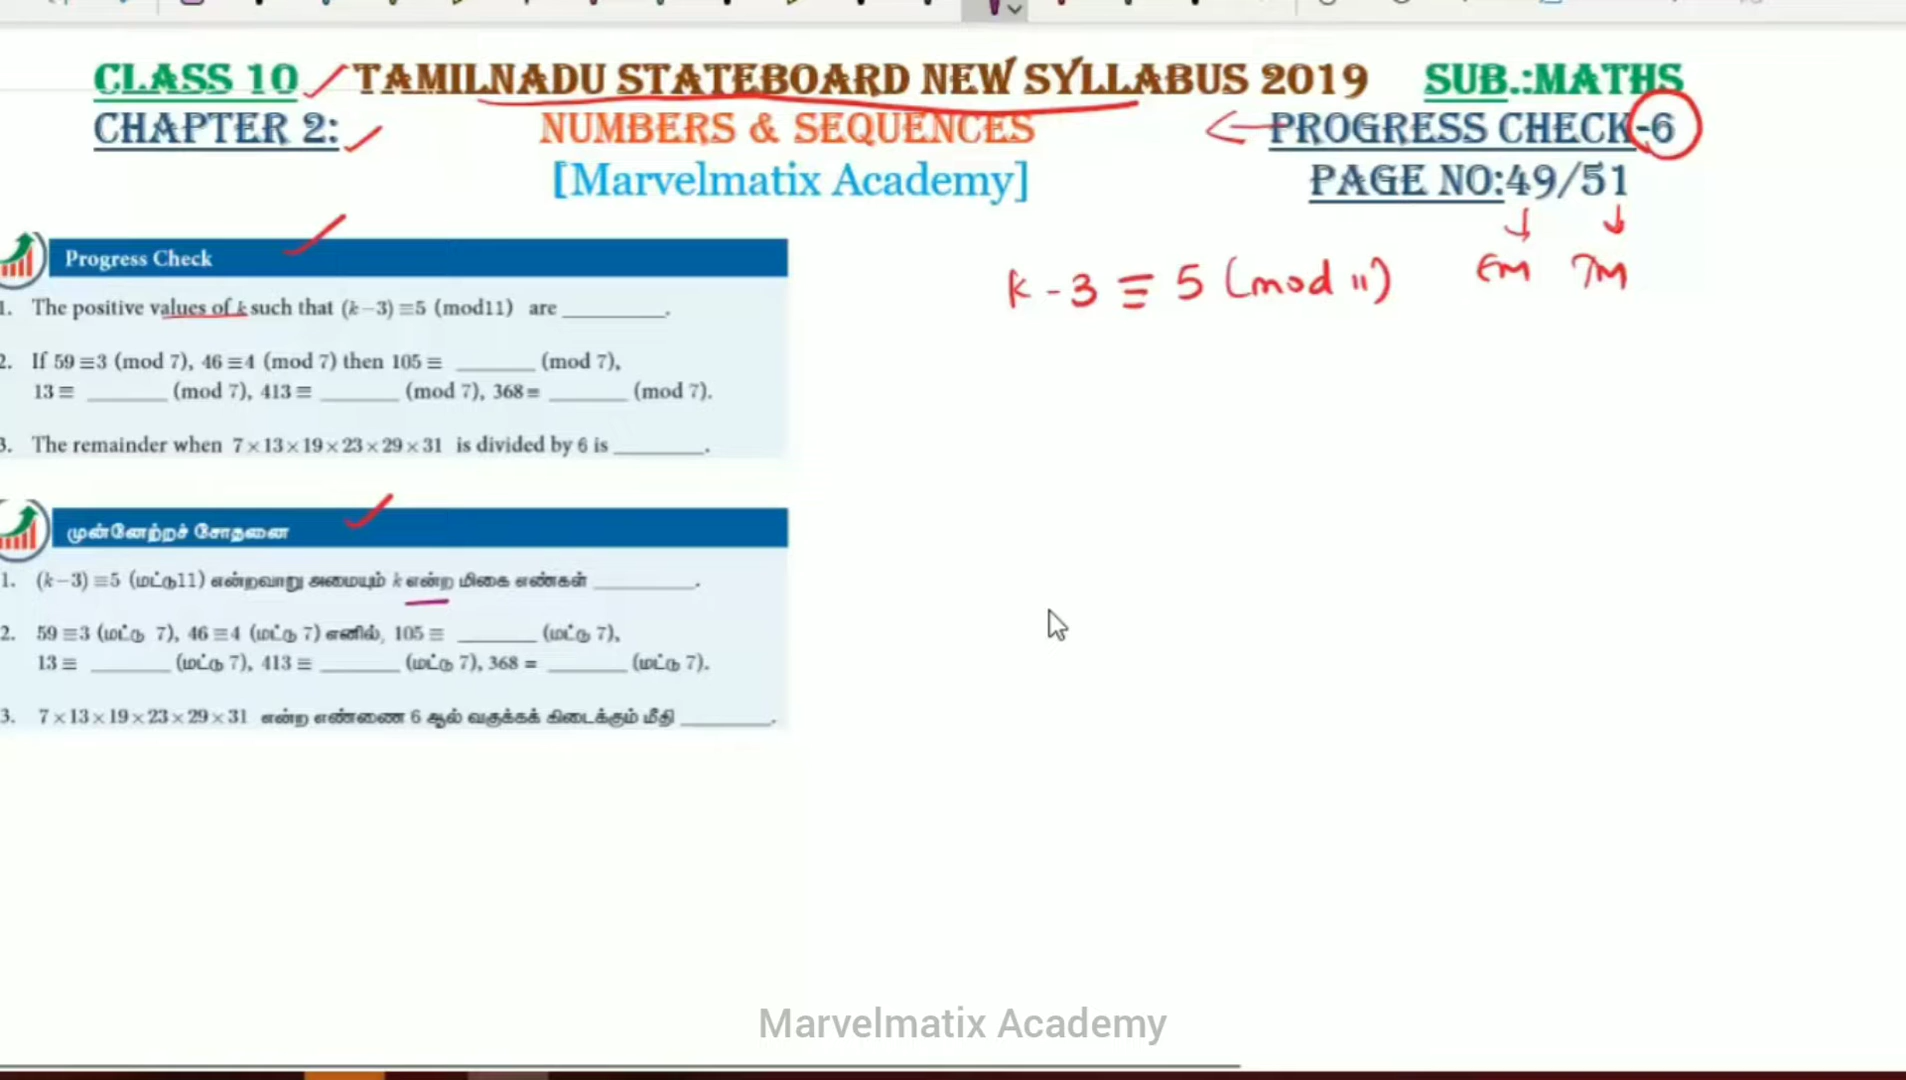 CLASS 10 TAMILNADU STATEBOARD NEW SYLLABUS 2019 SUB.:MATHS
CHAPTER 2: NUMBERS & SEQUENCES PROGRESS CHECK-6
[Marvelmatix Academy] PAGE NO:49/51
EM TM
k-3 ≡ 5 (mod 11)
Progress Check
1. The positive values of k such that (k−3) ≡5 (mod11) are ________.
2. If 59 ≡3 (mod 7), 46 ≡4 (mod 7) then 105 ≡ ________ (mod 7),
13 ≡ ________ (mod 7), 413 ≡ ________ (mod 7), 368 = ________ (mod 7).
3. The remainder when 7×13×19×23×29×31 is divided by 6 is ________.
முன்னேற்றச் சோதனை
1. (k−3) ≡5 (மட்டு11) என்றவாறு அமையும் k என்ற மிகை எண்கள் ________.
2. 59 ≡3 (மட்டு 7), 46 ≡4 (மட்டு 7) எனில், 105 ≡ ________ (மட்டு 7),
13 ≡ ________ (மட்டு 7), 413 ≡ ________ (மட்டு 7), 368 = ________ (மட்டு 7).
3. 7×13×19×23×29×31 என்ற எண்ணை 6 ஆல் வகுக்கக் கிடைக்கும் மீதி ________.
Marvelmatix Academy